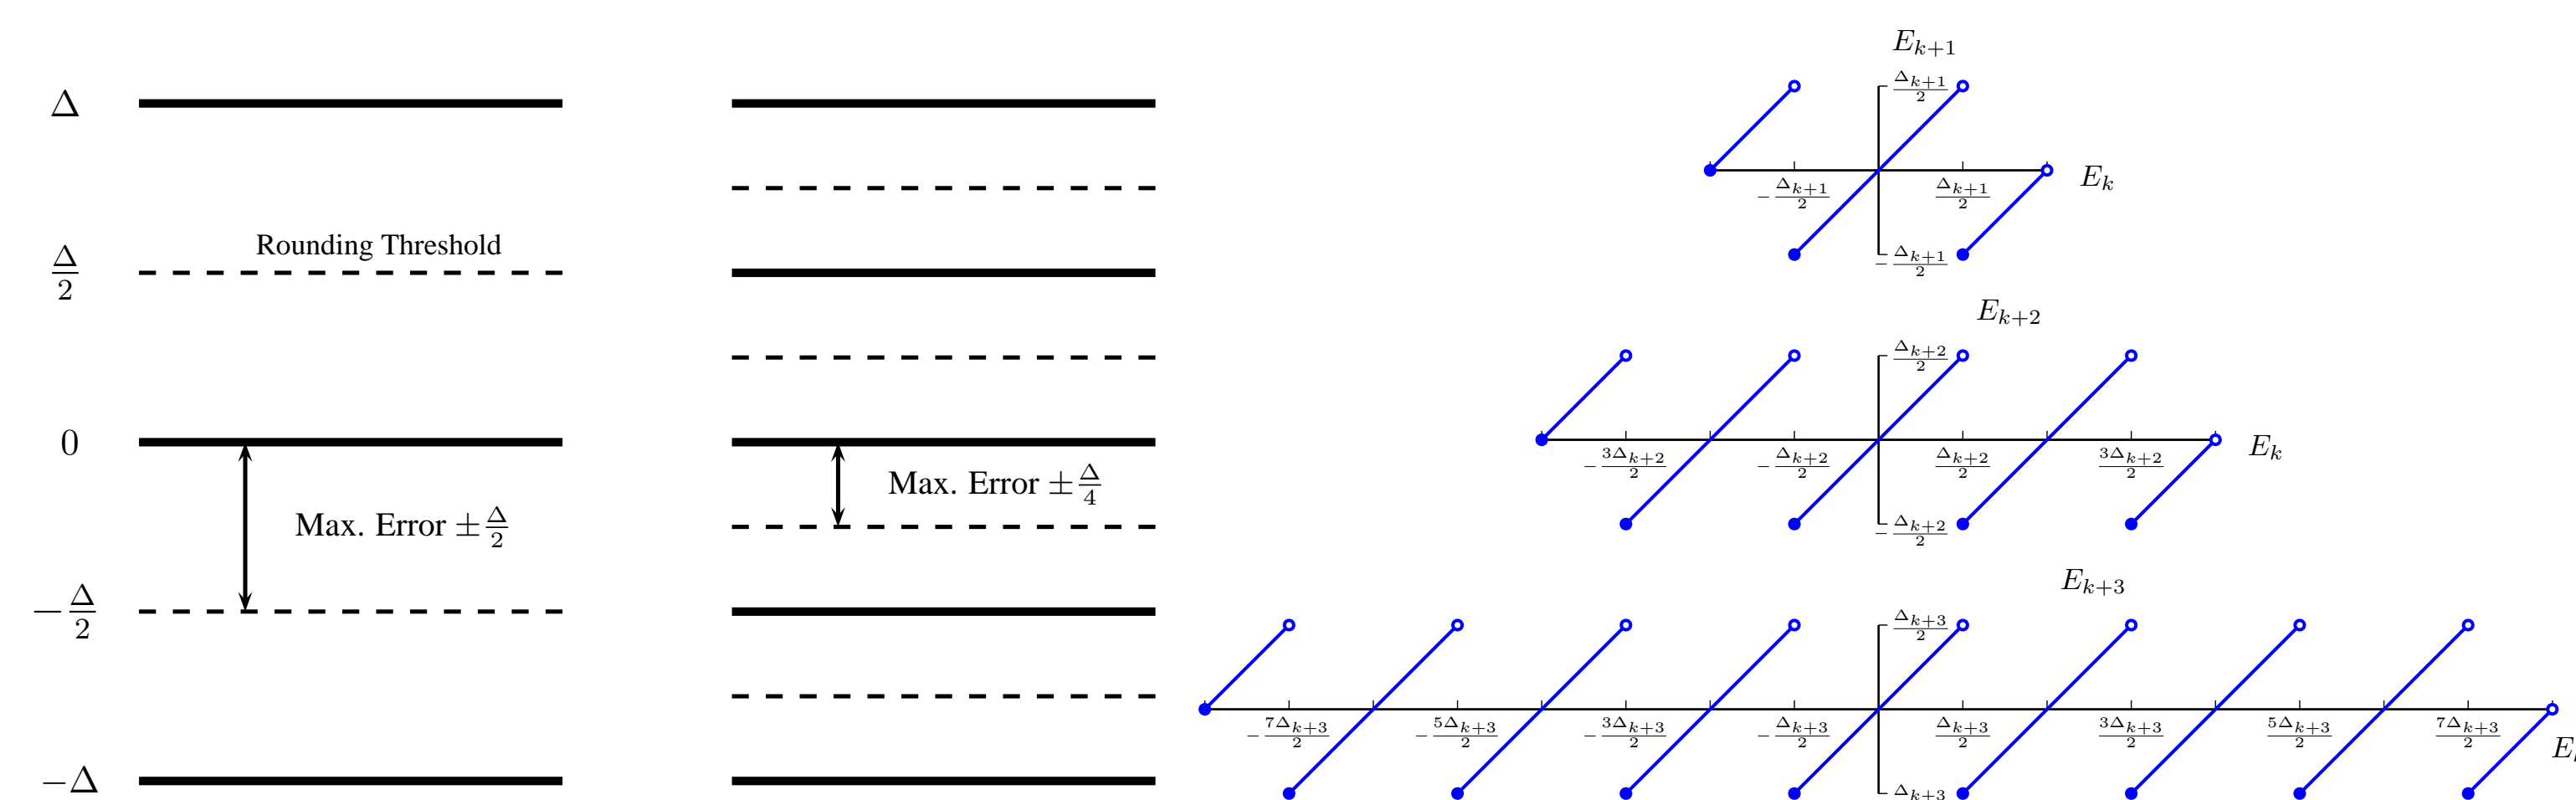 Δ
Rounding Threshold
Δ/2
0
Max. Error ±Δ/2
−Δ/2
−Δ
Max. Error ±Δ/4
E_{k+1}
Δ_{k+1}/2
E_k
−Δ_{k+1}/2
Δ_{k+1}/2
−Δ_{k+1}/2
E_{k+2}
Δ_{k+2}/2
E_k
−3Δ_{k+2}/2
−Δ_{k+2}/2
Δ_{k+2}/2
3Δ_{k+2}/2
−Δ_{k+2}/2
E_{k+3}
Δ_{k+3}/2
−7Δ_{k+3}/2
−5Δ_{k+3}/2
−3Δ_{k+3}/2
−Δ_{k+3}/2
Δ_{k+3}/2
3Δ_{k+3}/2
5Δ_{k+3}/2
7Δ_{k+3}/2
Δ_{k+3}